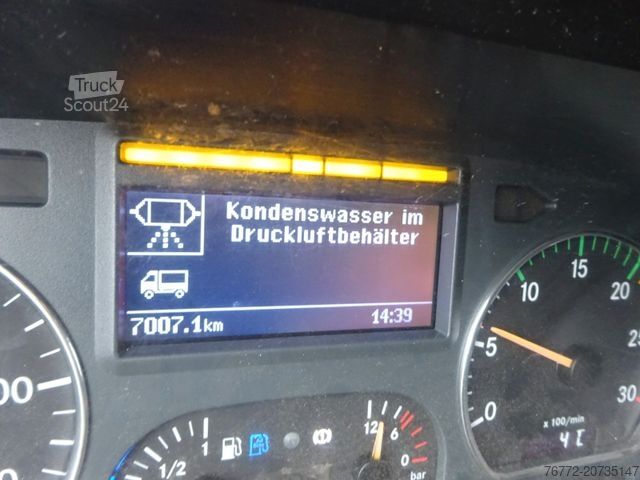 Truck
Scout24
Kondenswasser im
Druckluftbehälter
7007.1km
14:39
10
15
20
25
5
0
30
x 100/min
1
1/2
12
6
0
bar
76772-20735147